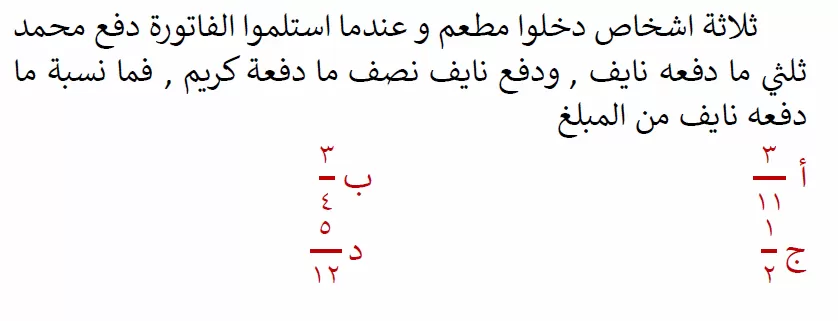 ثلاثة اشخاص دخلوا مطعم و عندما استلموا الفاتورة دفع محمد
ثلثي ما دفعه نايف , ودفع نايف نصف ما دفعة كريم , فما نسبة ما
دفعه نايف من المبلغ
أ ٣/١١ ب ٣/٤
ج ١/٢ د ٥/١٢